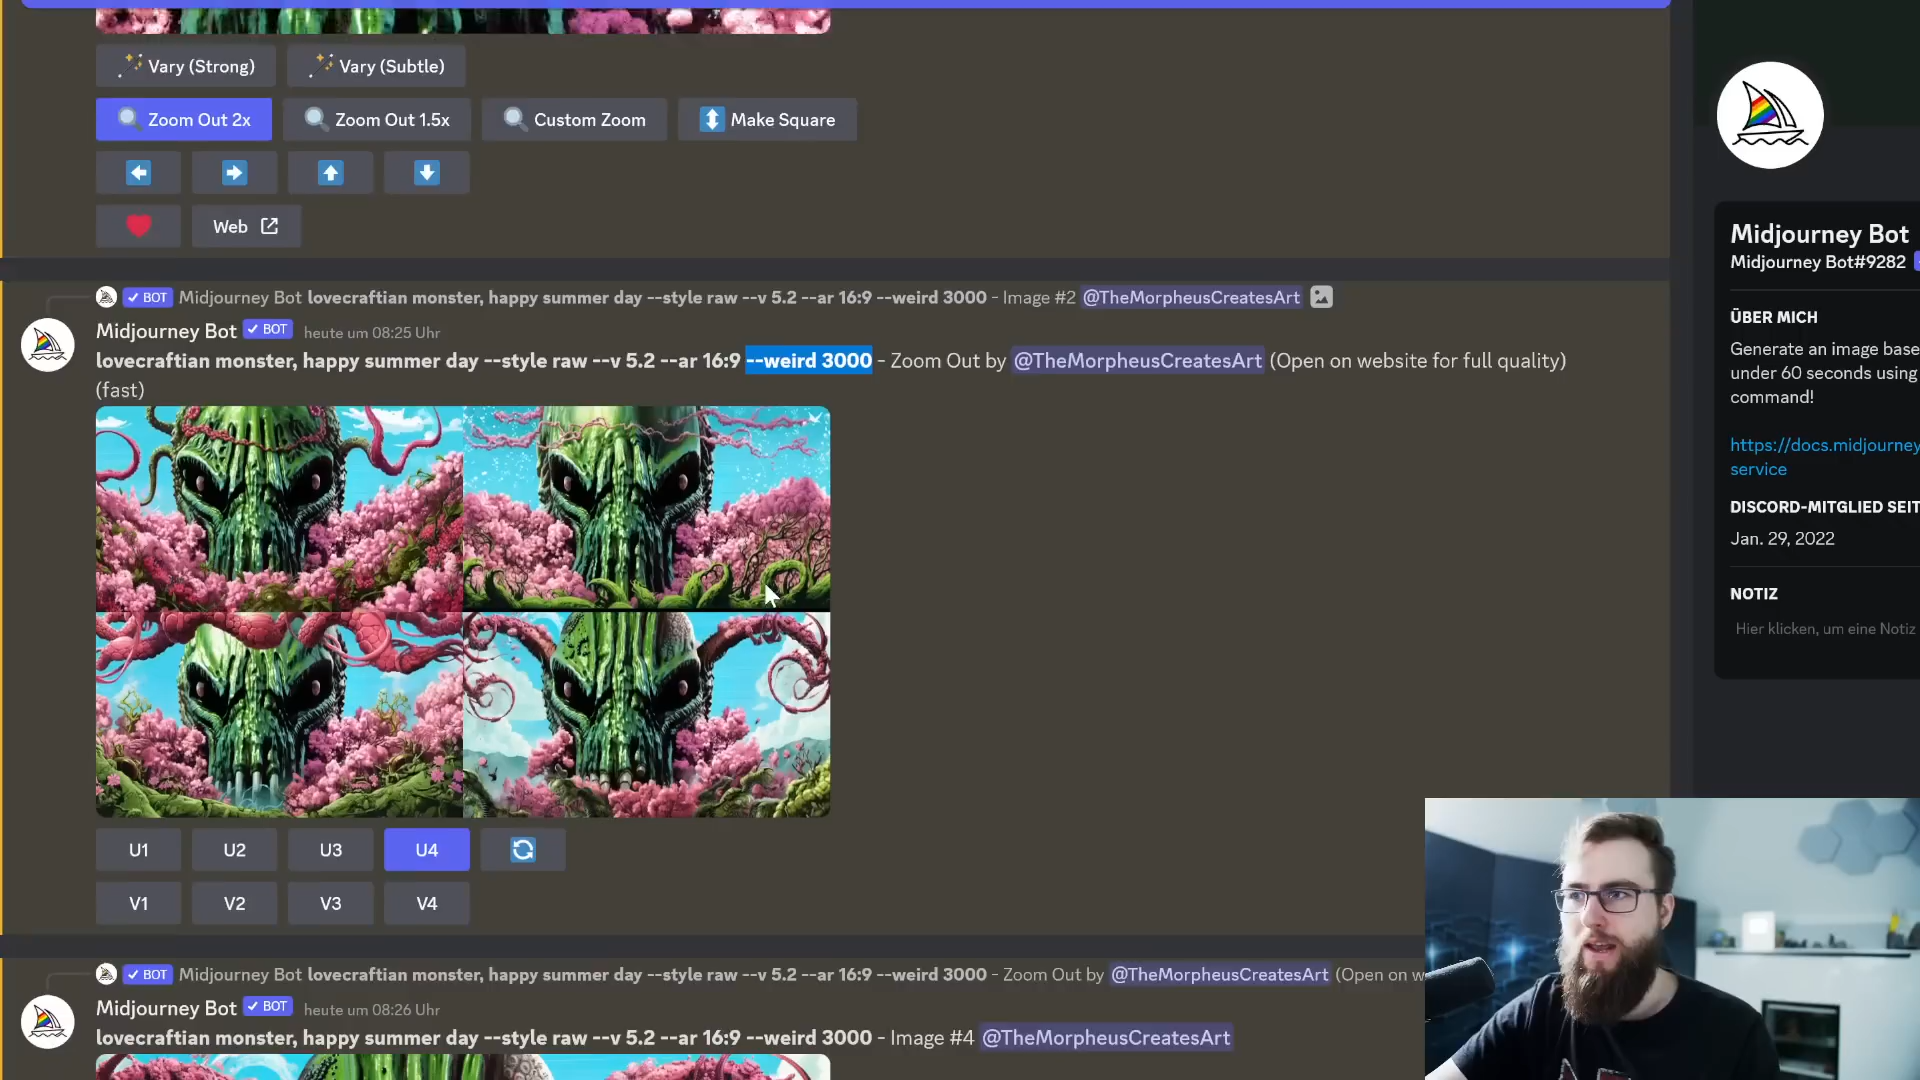 Vary (Strong)
Vary (Subtle)
Zoom Out 2x
Zoom Out 1.5x
Custom Zoom
Make Square
Web
BOT Midjourney Bot lovecraftian monster, happy summer day --style raw --v 5.2 --ar 16:9 --weird 3000 - Image #2 @TheMorpheusCreatesArt
Midjourney Bot BOT heute um 08:25 Uhr
lovecraftian monster, happy summer day --style raw --v 5.2 --ar 16:9 --weird 3000 - Zoom Out by @TheMorpheusCreatesArt (Open on website for full quality)
(fast)
U1
U2
U3
U4
V1
V2
V3
V4
BOT Midjourney Bot lovecraftian monster, happy summer day --style raw --v 5.2 --ar 16:9 --weird 3000 - Zoom Out by @TheMorpheusCreatesArt (Open on w
Midjourney Bot BOT heute um 08:26 Uhr
lovecraftian monster, happy summer day --style raw --v 5.2 --ar 16:9 --weird 3000 - Image #4 @TheMorpheusCreatesArt
Midjourney Bot
Midjourney Bot#9282
ÜBER MICH
Generate an image base
under 60 seconds using
command!
https://docs.midjourney
service
DISCORD-MITGLIED SEIT
Jan. 29, 2022
NOTIZ
Hier klicken, um eine Notiz